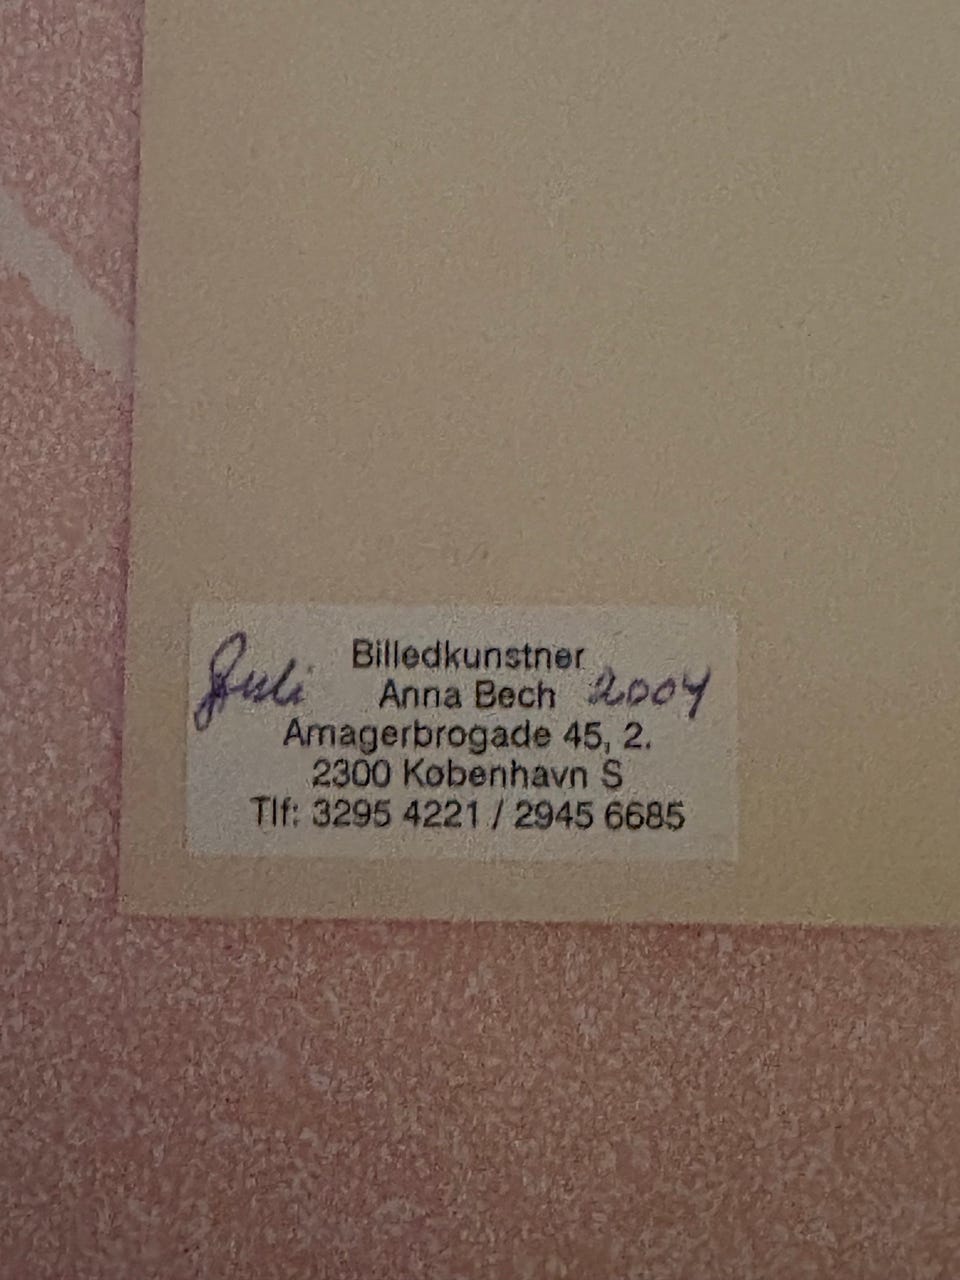 Billedkunstner
Juli Anna Bech 2004
Amagerbrogade 45, 2.
2300 København S
Tlf: 3295 4221 / 2945 6685